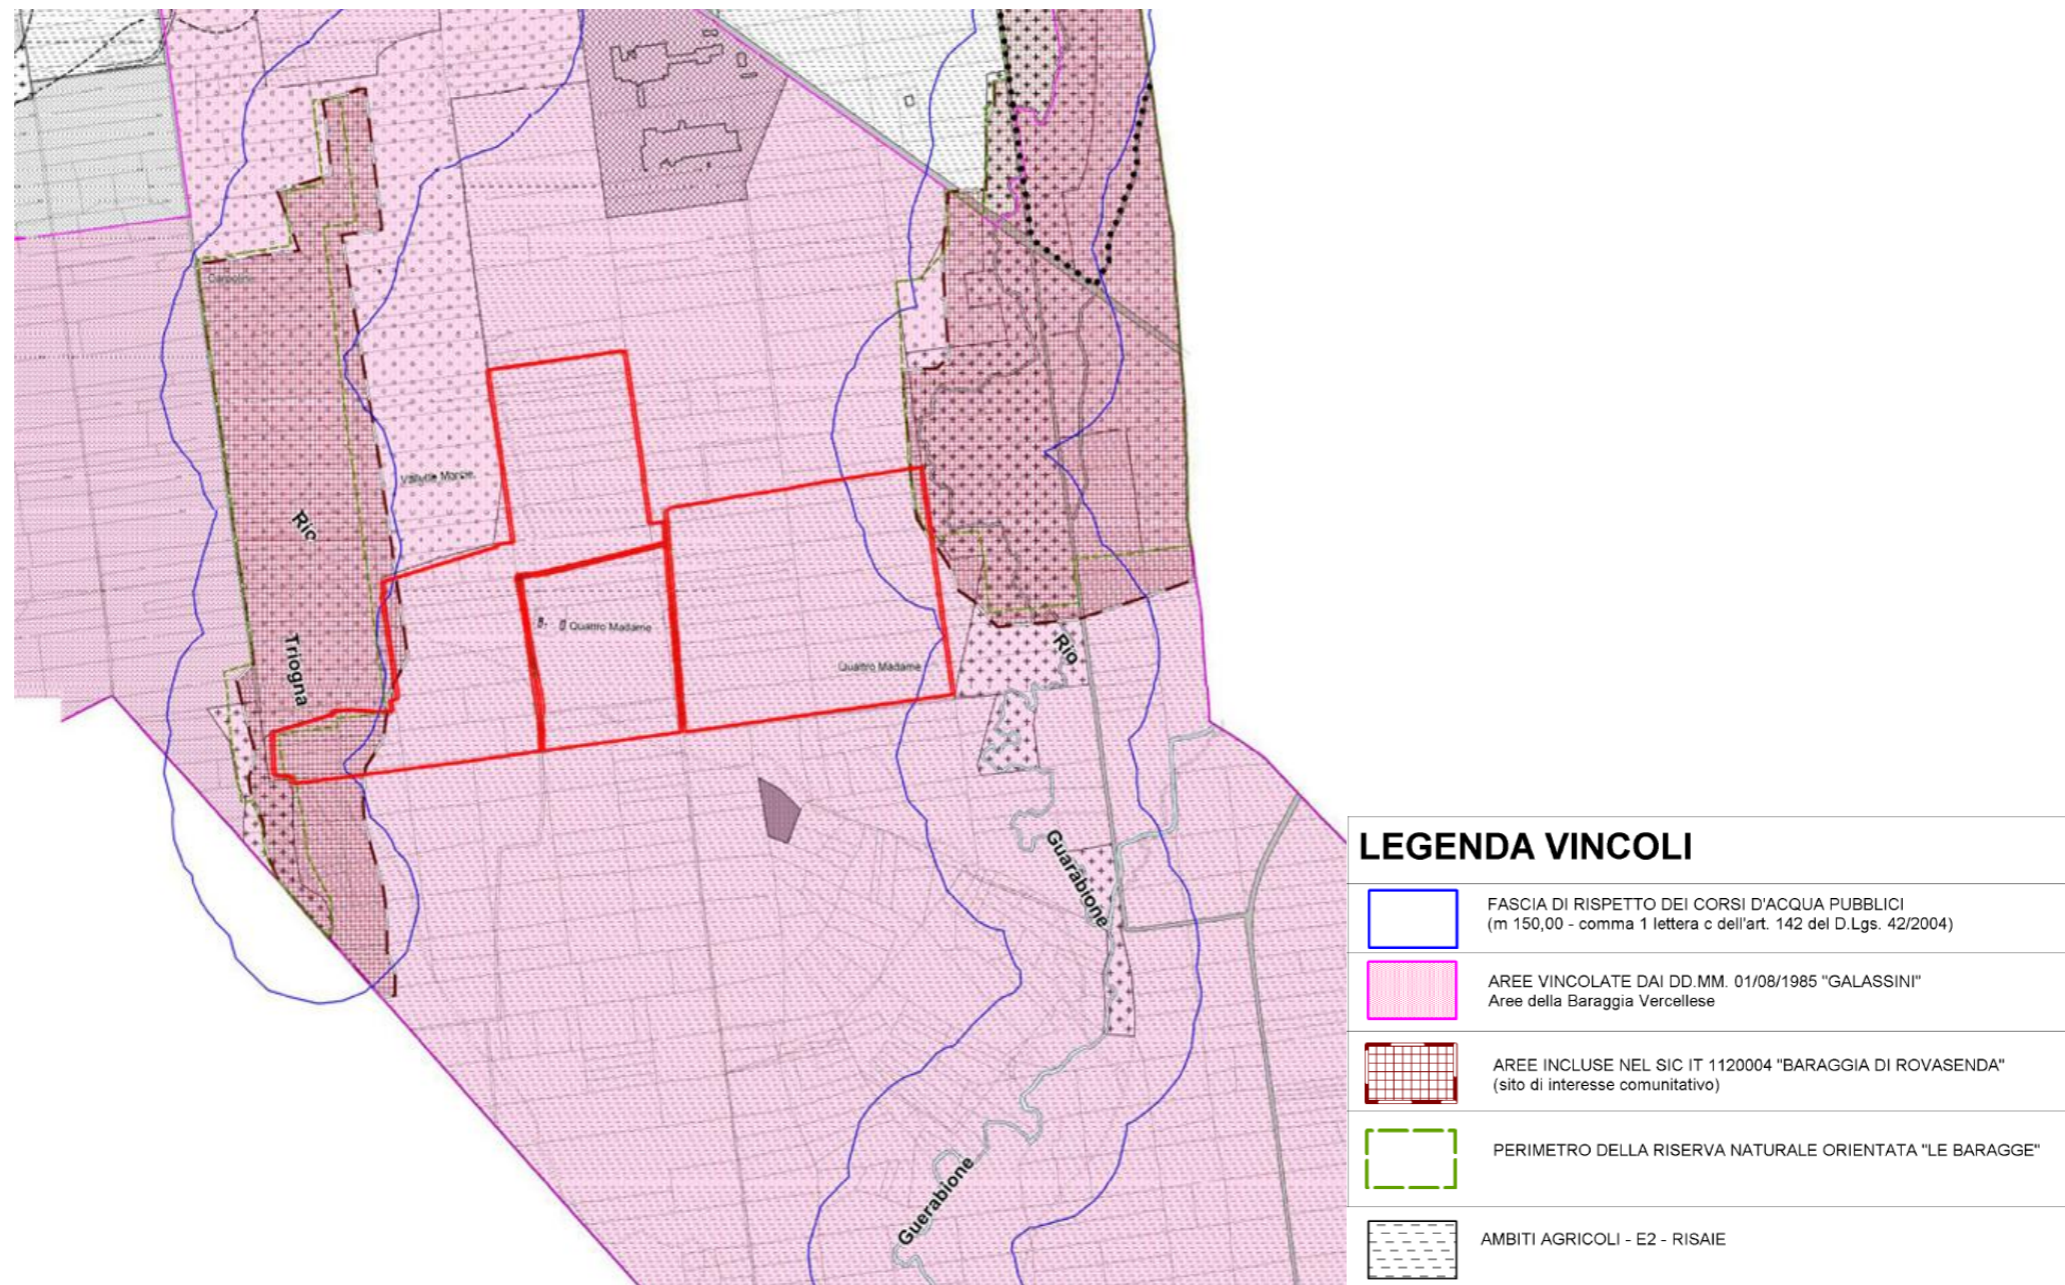 Rio
Triogna
Quattro Madame
Quattro Madame
Rio
Guarabione
Guerabione
LEGENDA VINCOLI
FASCIA DI RISPETTO DEI CORSI D'ACQUA PUBBLICI
(m 150,00 - comma 1 lettera c dell'art. 142 del D.Lgs. 42/2004)
AREE VINCOLATE DAI DD.MM. 01/08/1985 "GALASSINI"
Aree della Baraggia Vercellese
AREE INCLUSE NEL SIC IT 1120004 "BARAGGIA DI ROVASENDA"
(sito di interesse comunitativo)
PERIMETRO DELLA RISERVA NATURALE ORIENTATA "LE BARAGGE"
AMBITI AGRICOLI - E2 - RISAIE